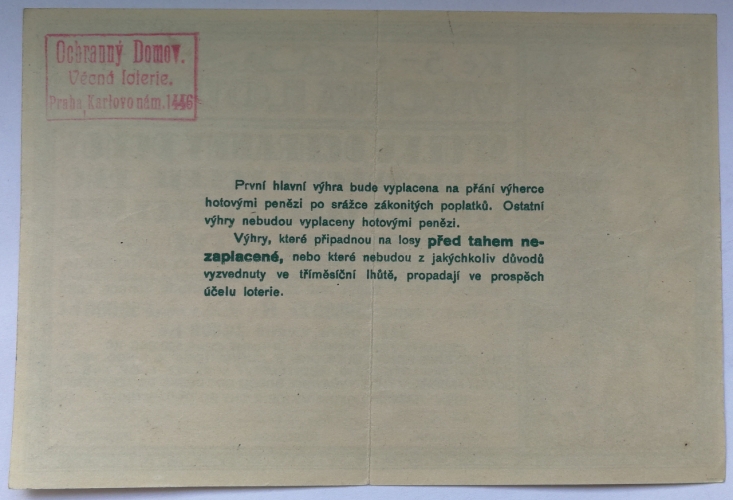 Ochranný Domov.
Věcná loterie,
Praha, Karlovo nám. 1446
První hlavní výhra bude vyplacena na přání výherce
hotovými penězi po srážce zákonitých poplatků. Ostatní
výhry nebudou vyplaceny hotovými penězi.
Výhry, které připadnou na losy před tahem ne-
zaplacené, nebo které nebudou z jakýchkoliv důvodů
vyzvednuty ve tříměsíční lhůtě, propadají ve prospěch
účelu loterie.